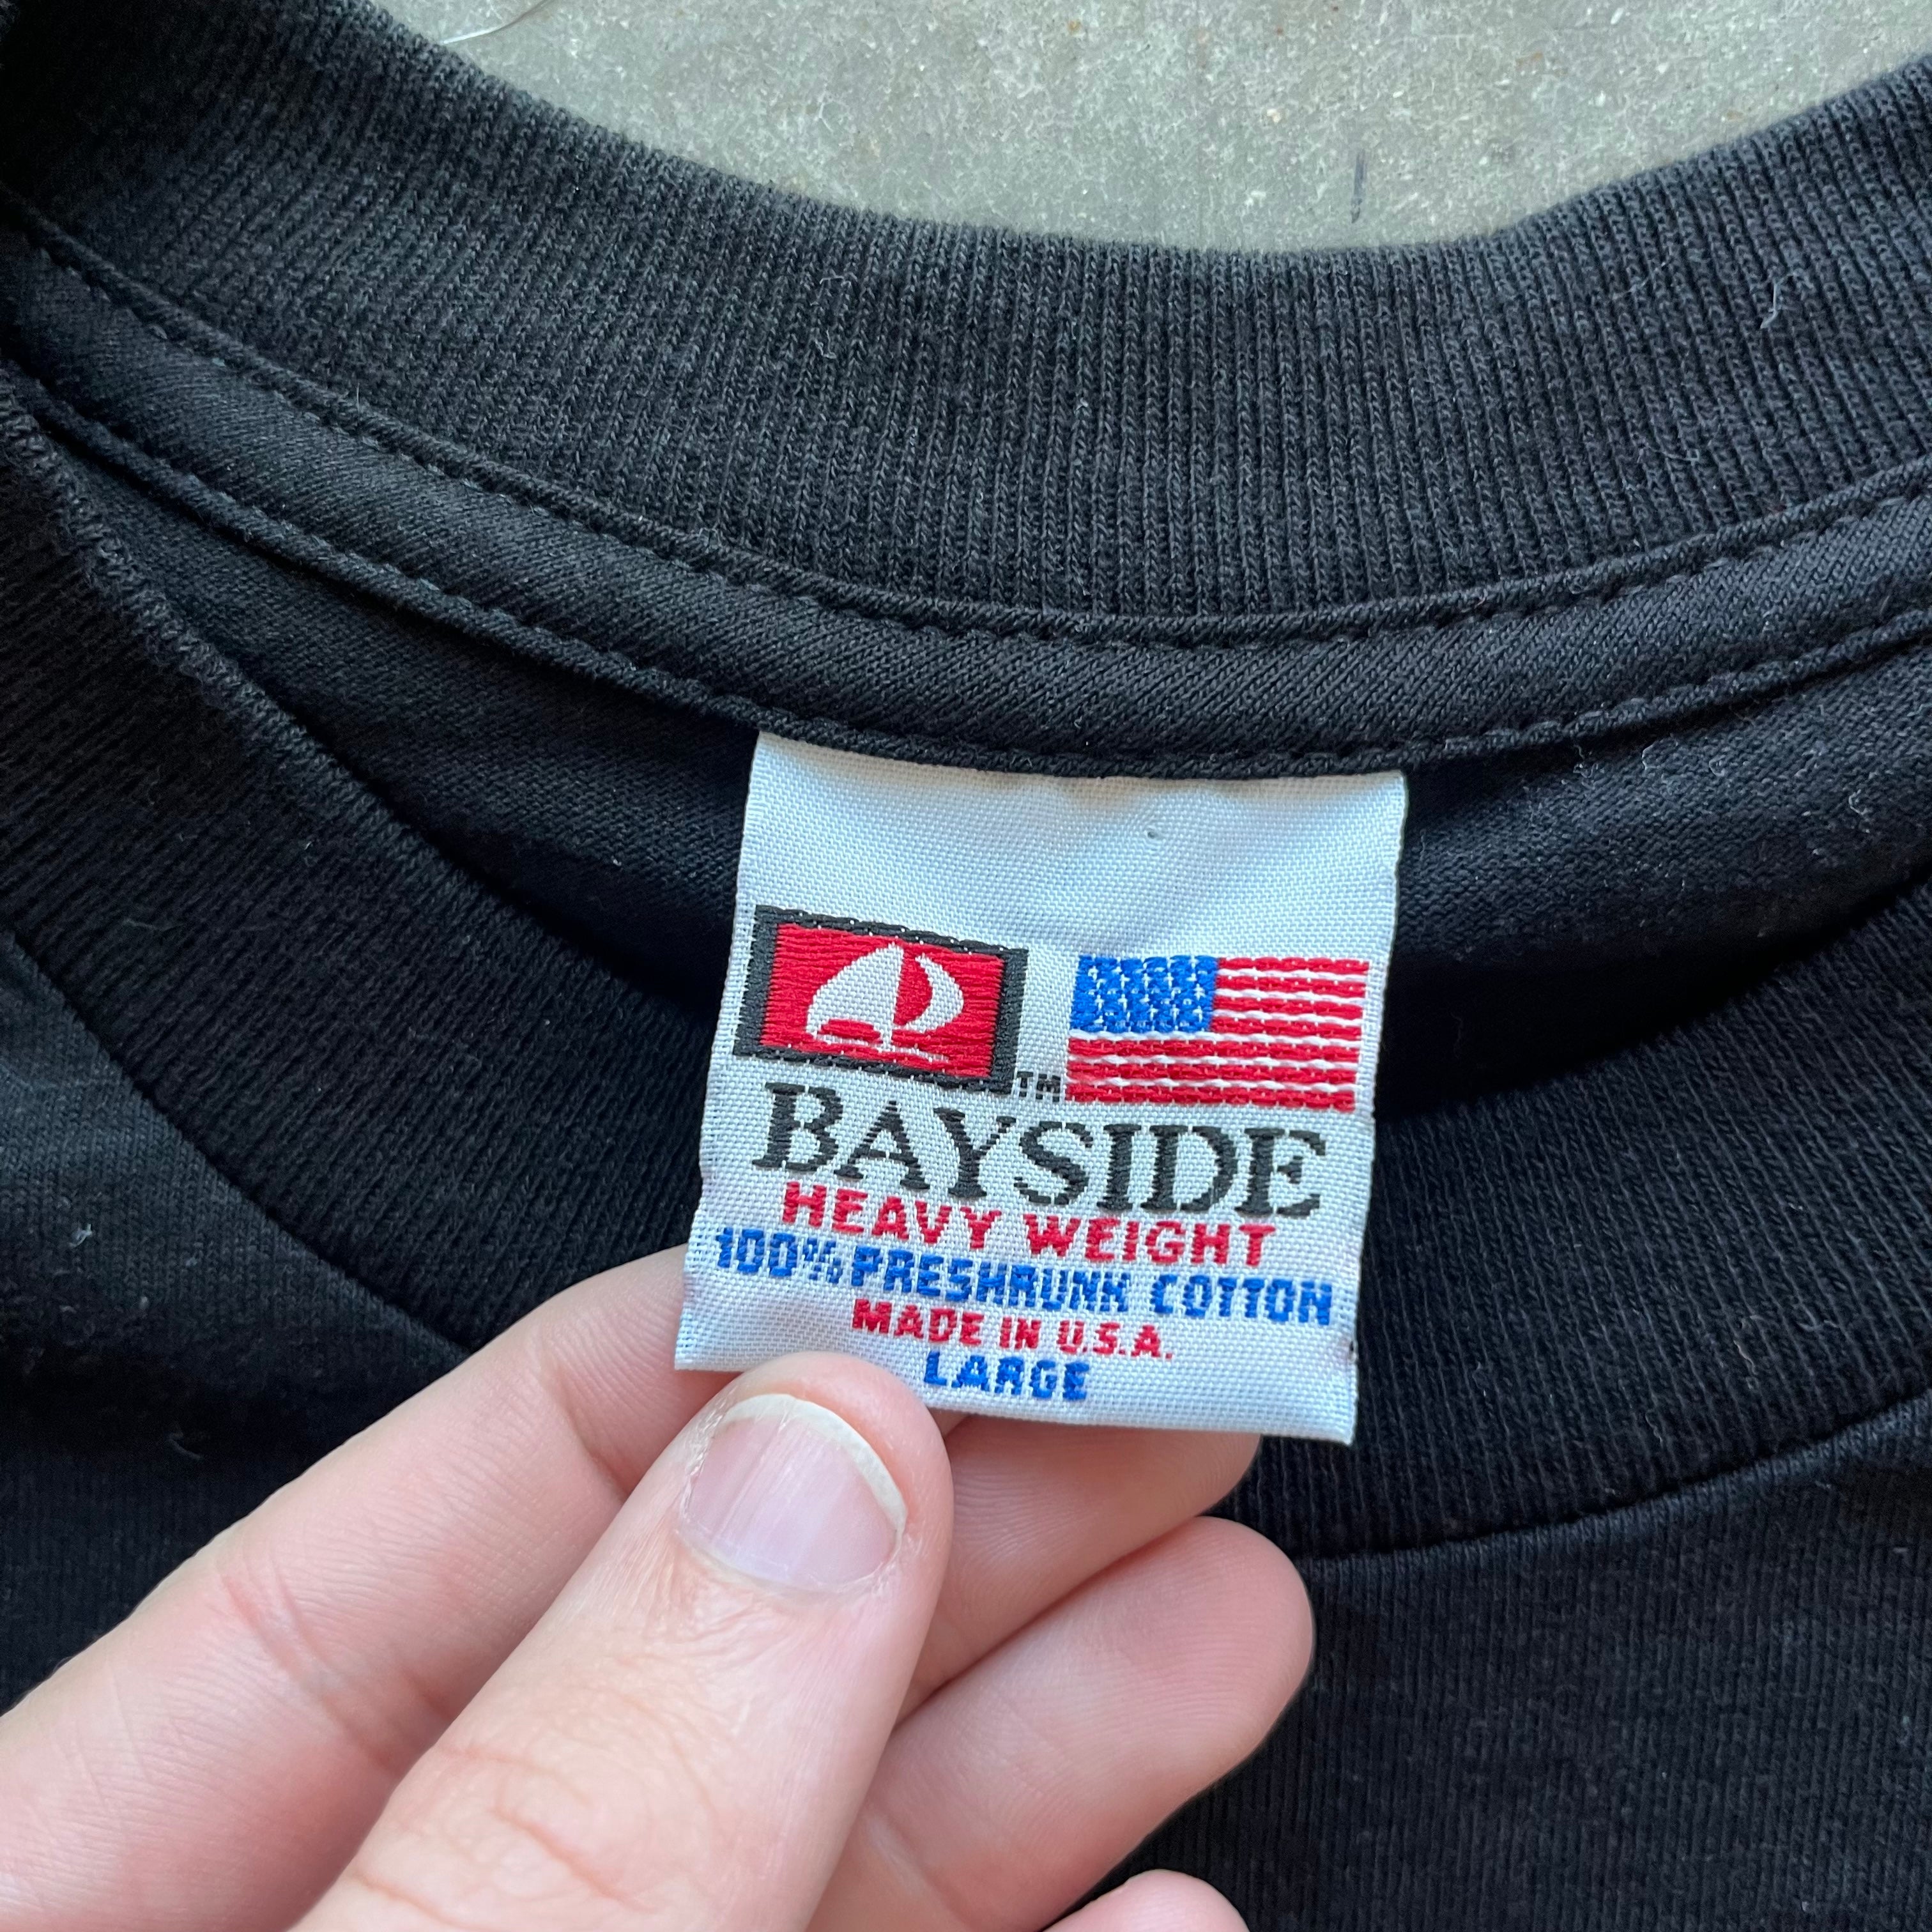 TM
BAYSIDE
HEAVY WEIGHT
100% PRESHRUNK COTTON
MADE IN U.S.A.
LARGE